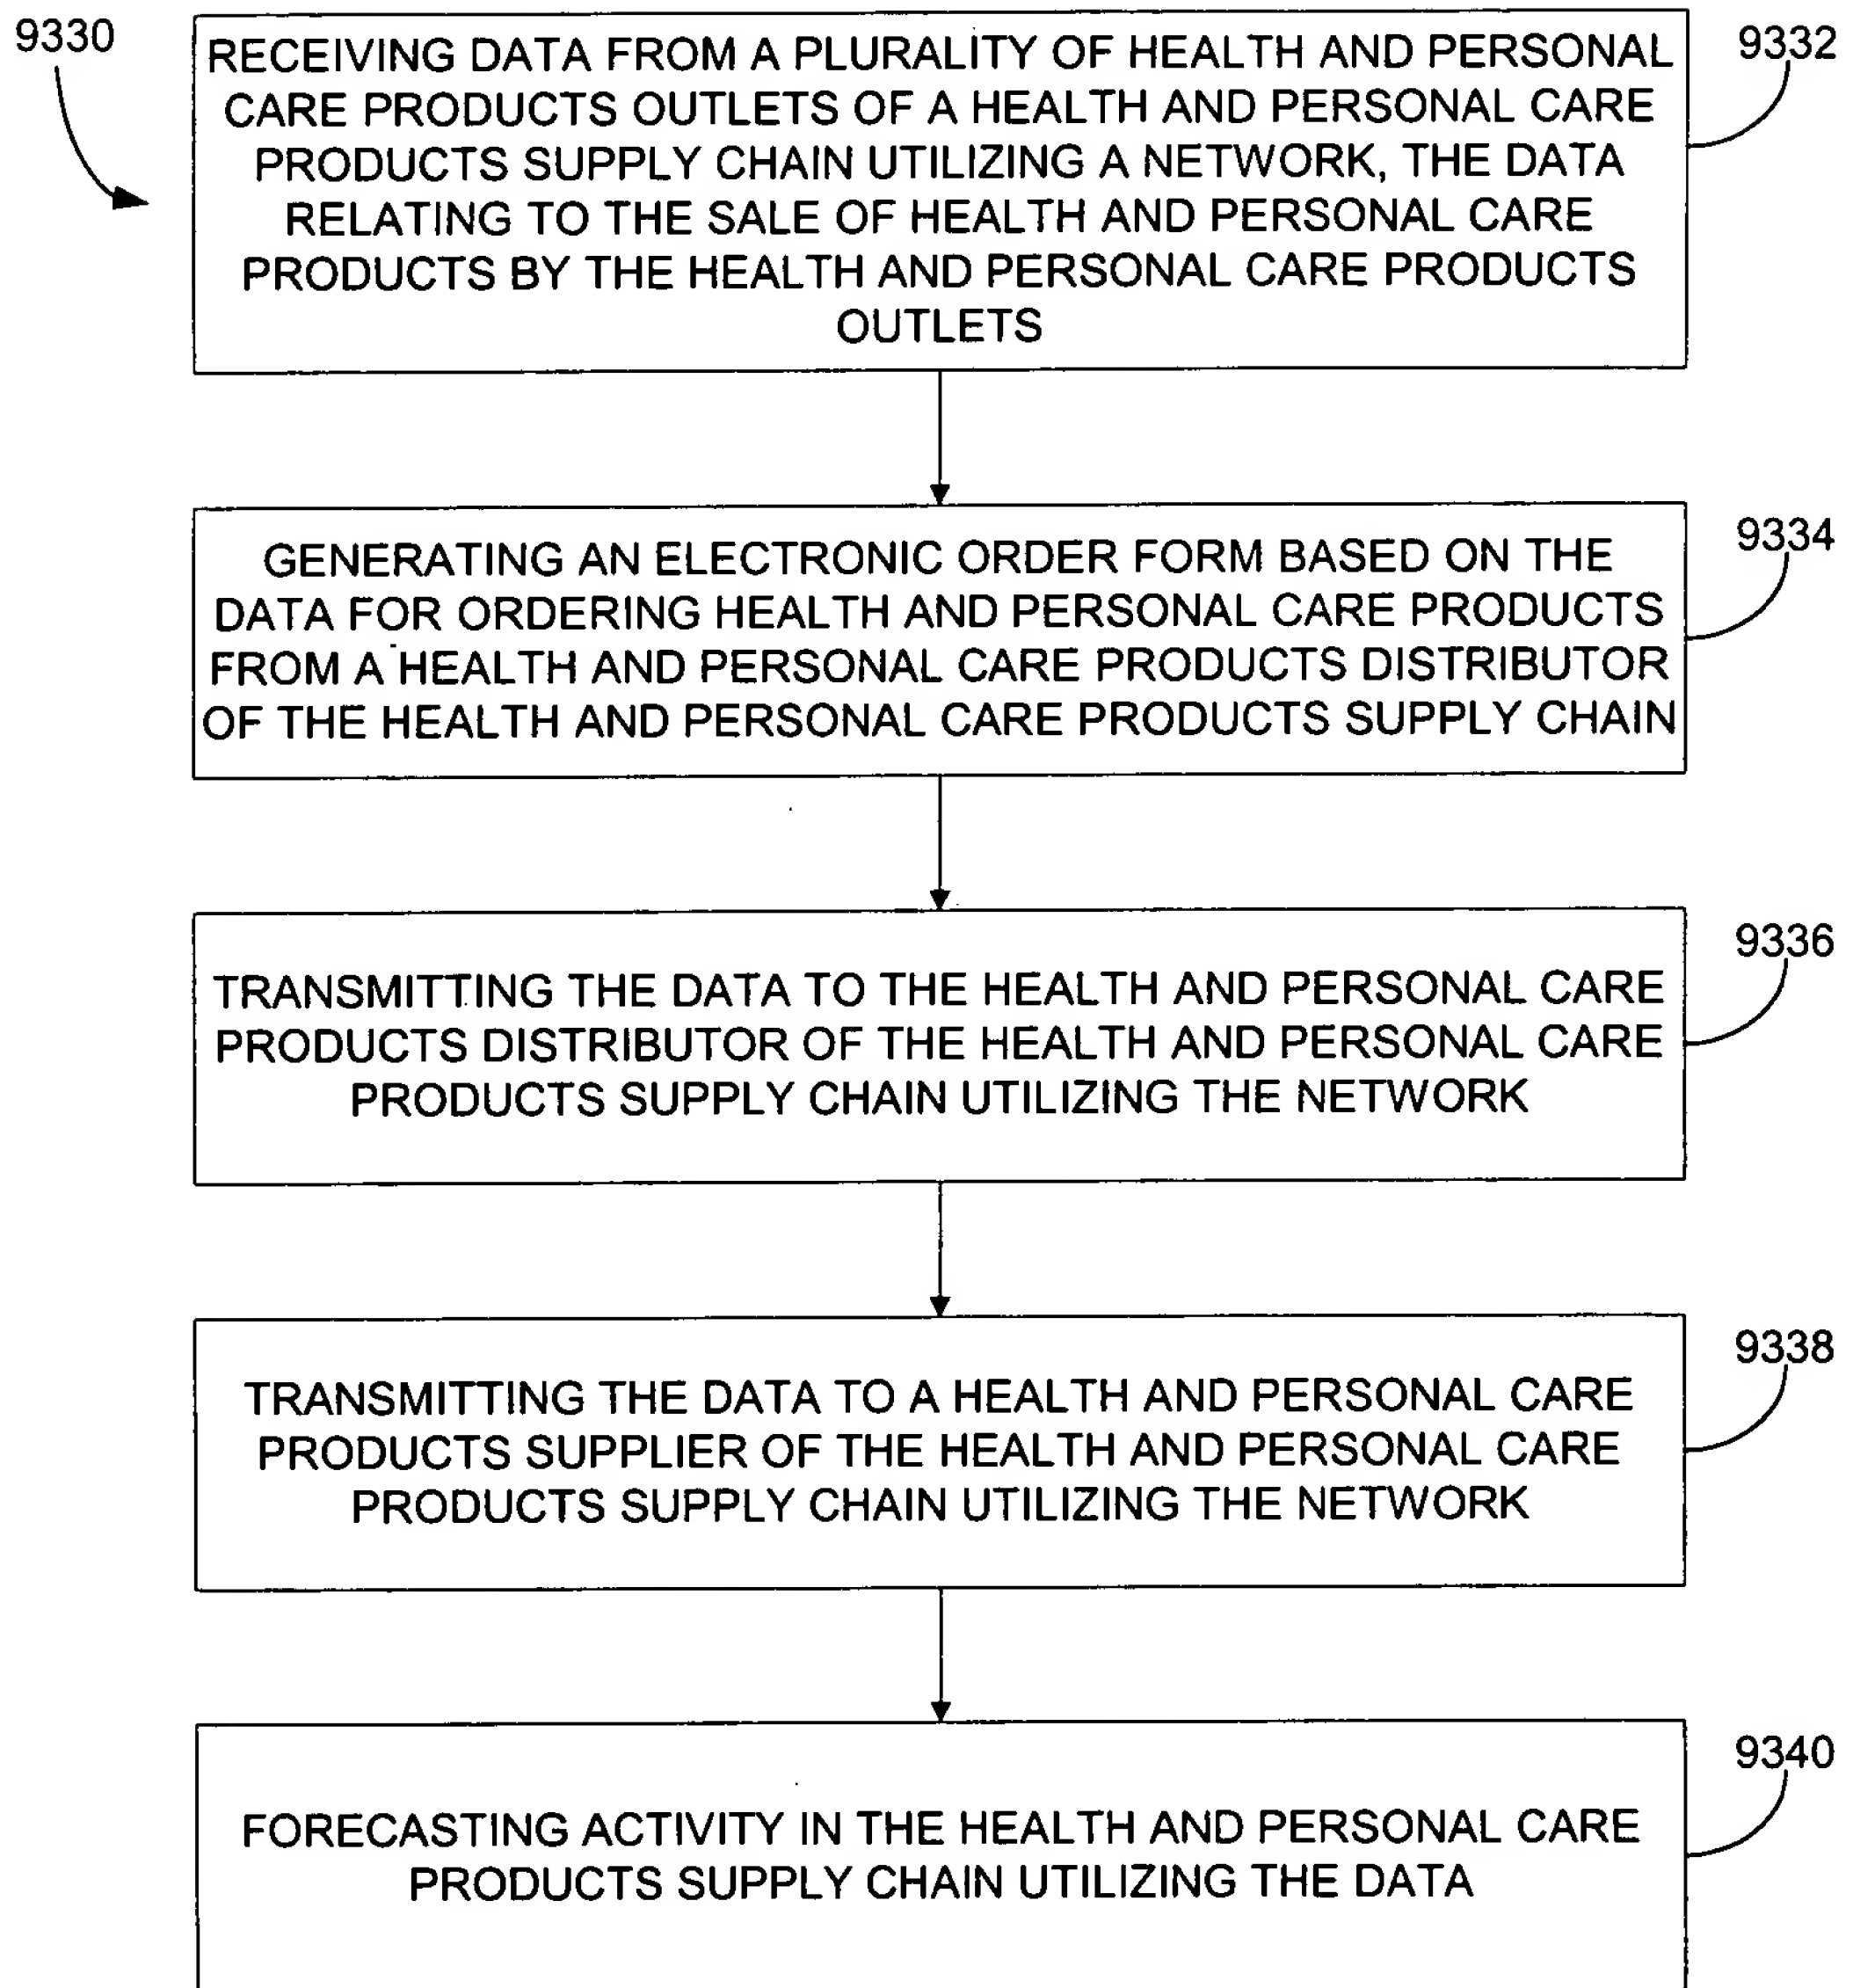 9330
9332
RECEIVING DATA FROM A PLURALITY OF HEALTH AND PERSONAL
CARE PRODUCTS OUTLETS OF A HEALTH AND PERSONAL CARE
PRODUCTS SUPPLY CHAIN UTILIZING A NETWORK, THE DATA
RELATING TO THE SALE OF HEALTH AND PERSONAL CARE
PRODUCTS BY THE HEALTH AND PERSONAL CARE PRODUCTS
OUTLETS
9334
GENERATING AN ELECTRONIC ORDER FORM BASED ON THE
DATA FOR ORDERING HEALTH AND PERSONAL CARE PRODUCTS
FROM A HEALTH AND PERSONAL CARE PRODUCTS DISTRIBUTOR
OF THE HEALTH AND PERSONAL CARE PRODUCTS SUPPLY CHAIN
9336
TRANSMITTING THE DATA TO THE HEALTH AND PERSONAL CARE
PRODUCTS DISTRIBUTOR OF THE HEALTH AND PERSONAL CARE
PRODUCTS SUPPLY CHAIN UTILIZING THE NETWORK
9338
TRANSMITTING THE DATA TO A HEALTH AND PERSONAL CARE
PRODUCTS SUPPLIER OF THE HEALTH AND PERSONAL CARE
PRODUCTS SUPPLY CHAIN UTILIZING THE NETWORK
9340
FORECASTING ACTIVITY IN THE HEALTH AND PERSONAL CARE
PRODUCTS SUPPLY CHAIN UTILIZING THE DATA